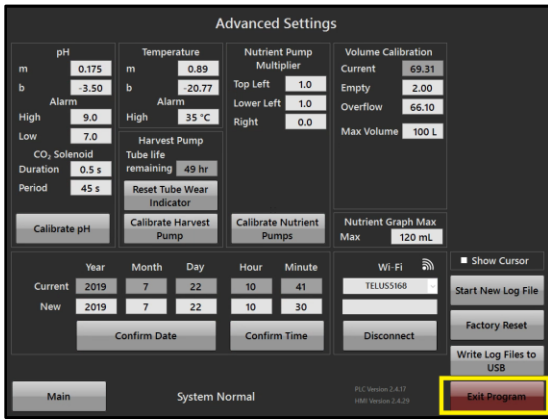 Advanced Settings
pH
m 0.175
b -3.50
Alarm
High 9.0
Low 7.0
CO₂ Solenoid
Duration 0.5 s
Period 45 s
Calibrate pH
Temperature
m 0.89
b -20.77
Alarm
High 35 °C
Harvest Pump
Tube life
remaining 49 hr
Reset Tube Wear
Indicator
Calibrate Harvest
Pump
Nutrient Pump
Multiplier
Top Left 1.0
Lower Left 1.0
Right 0.0
Calibrate Nutrient
Pumps
Volume Calibration
Current 69.31
Empty 2.00
Overflow 66.10
Max Volume 100 L
Nutrient Graph Max
Max 120 mL
Year Month Day Hour Minute
Current 2019 7 22 10 41
New 2019 7 22 10 30
Confirm Date Confirm Time
Wi-Fi
TELUS5168
Disconnect
Show Cursor
Start New Log File
Factory Reset
Write Log Files to
USB
Main
System Normal
PLC Version 2.4.17
HMI Version 2.4.29
Exit Program